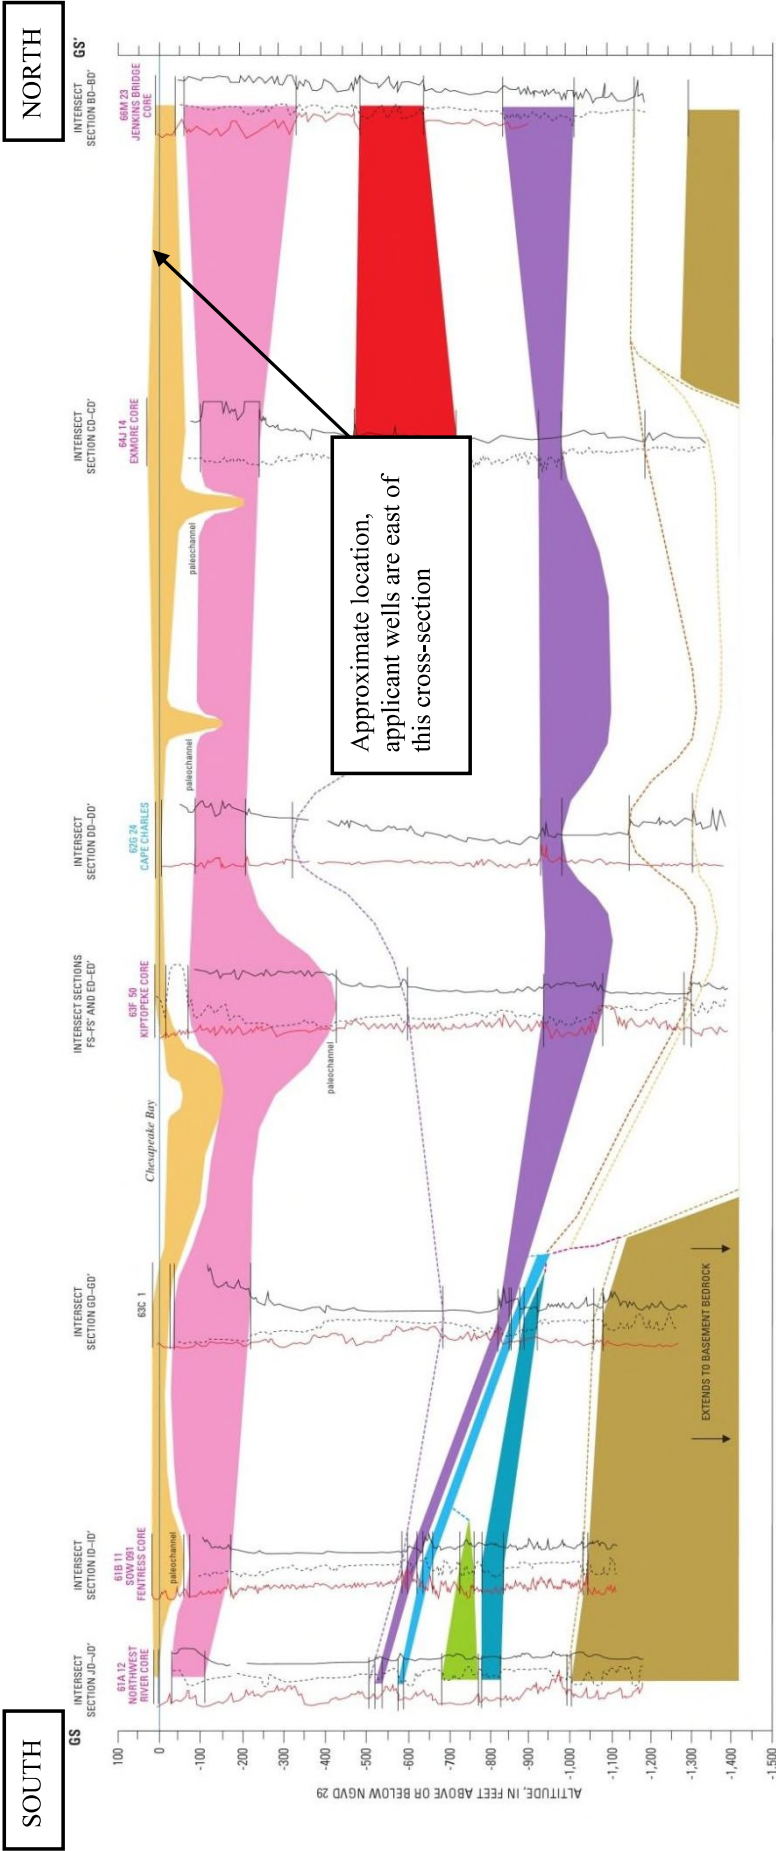 SOUTH
NORTH
GS
GS'
INTERSECT
SECTION JD–JD'
61A 12
NORTHWEST
RIVER CORE
INTERSECT
SECTION ID–ID'
61B 11
SOW 091
FENTRESS CORE
INTERSECT
SECTION GD–GD'
63C 1
INTERSECT SECTIONS
FS–FS' AND ED–ED'
63F 50
KIPTOPEKE CORE
INTERSECT
SECTION DD–DD'
62G 24
CAPE CHARLES
INTERSECT
SECTION CD–CD'
64J 14
EXMORE CORE
INTERSECT
SECTION BD–BD'
66M 23
JENKINS BRIDGE
CORE
Chesapeake Bay
paleochannel
paleochannel
paleochannel
paleochannel
Approximate location,
applicant wells are east of
this cross-section
EXTENDS TO BASEMENT BEDROCK
ALTITUDE, IN FEET ABOVE OR BELOW NGVD 29
100
0
-100
-200
-300
-400
-500
-600
-700
-800
-900
-1,000
-1,100
-1,200
-1,300
-1,400
-1,500